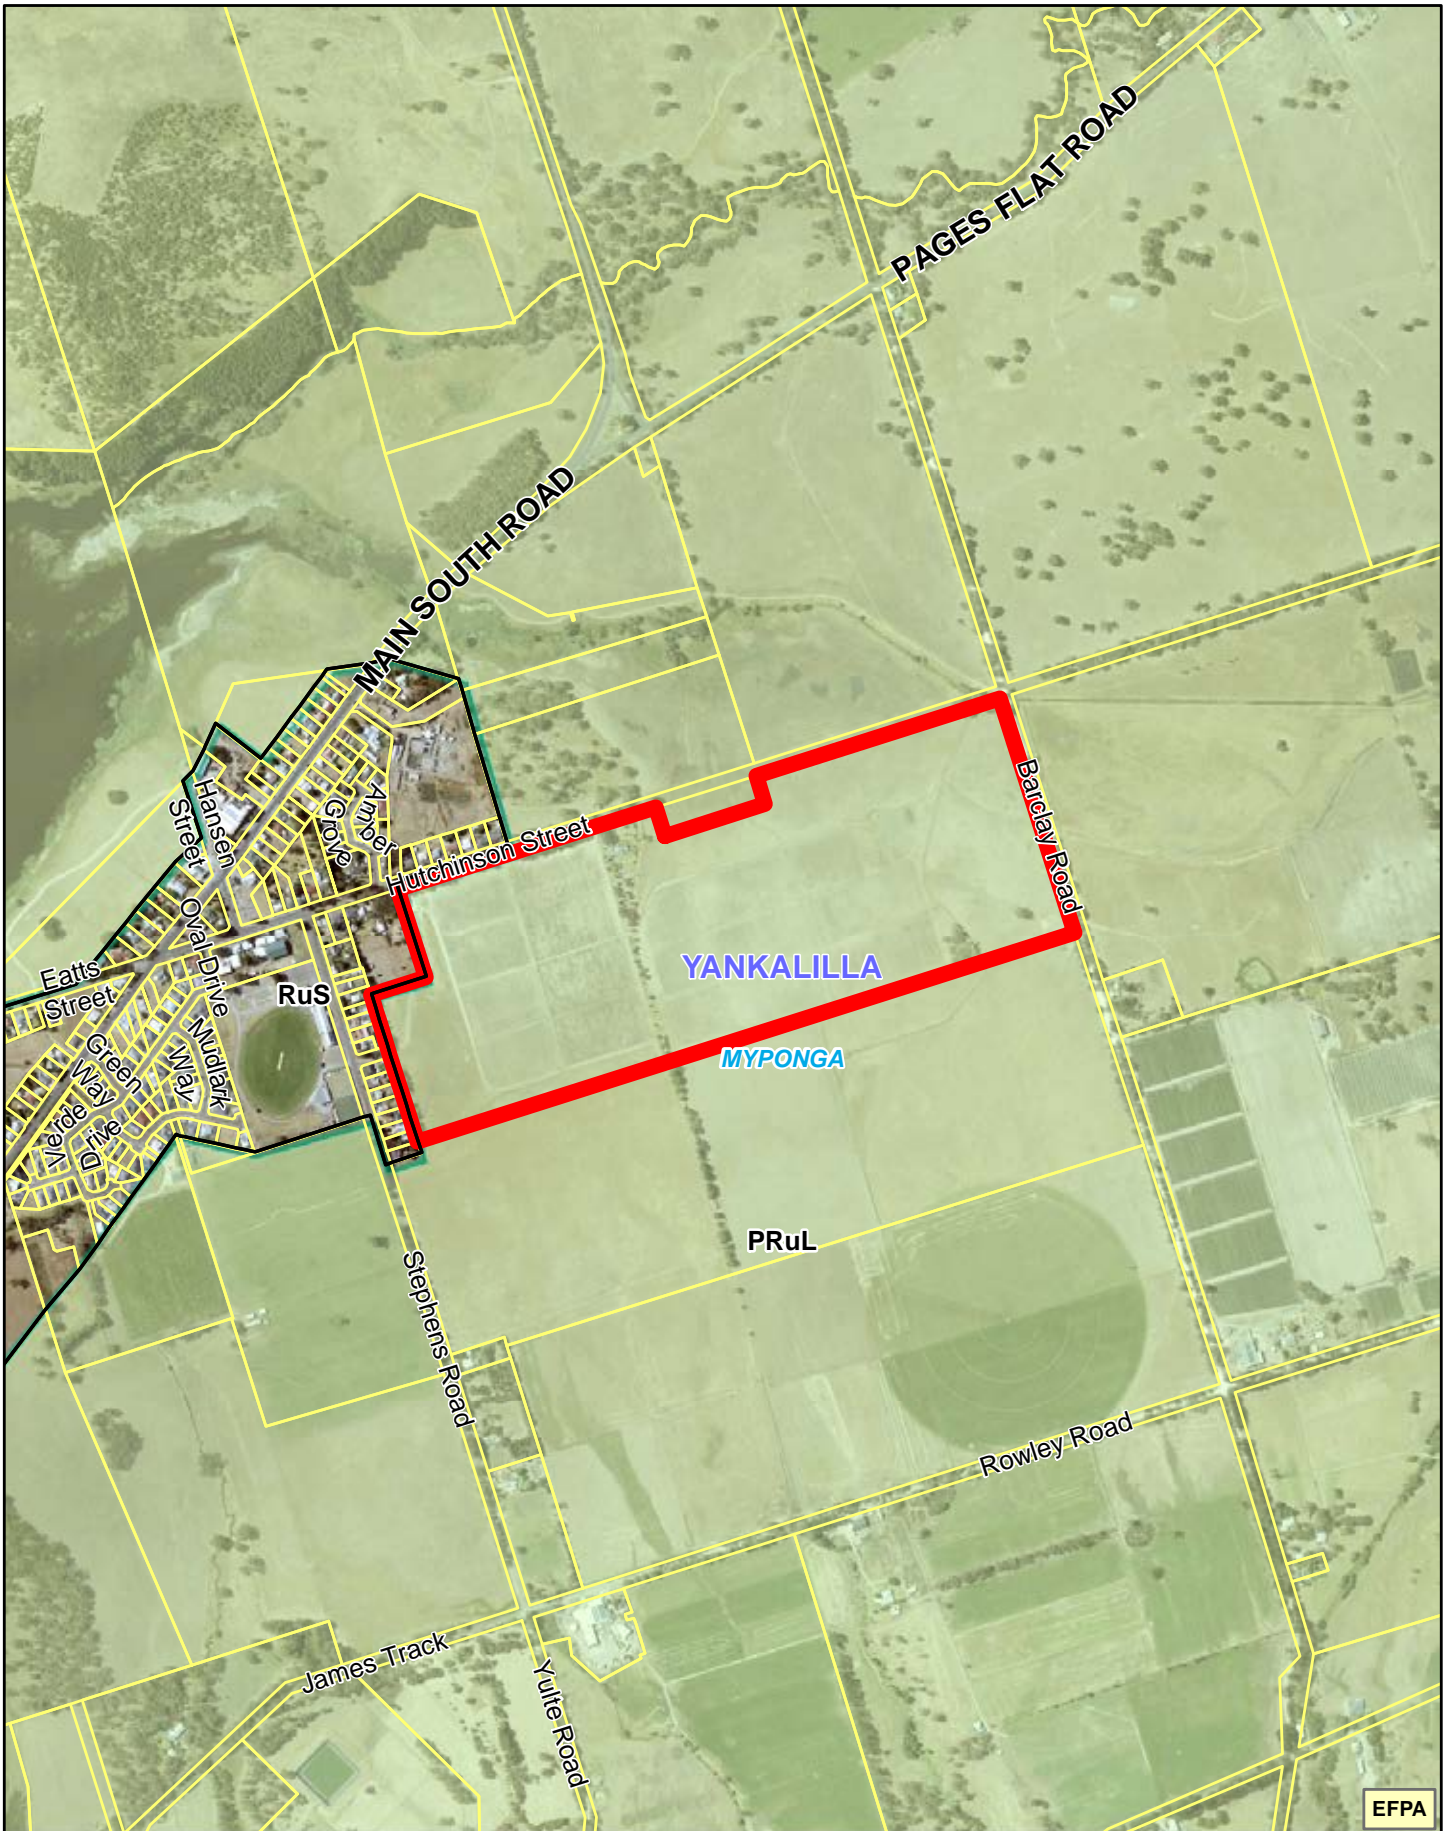 PAGES FLAT ROAD
MAIN SOUTH ROAD
Hansen
Street
Amber
Grove
Hutchinson Street
Barclay Road
Oval Drive
Eatts
Street
RuS
YANKALILLA
Mudlark
Way
Green
Way
Verde
Drive
MYPONGA
PRuL
Stephens Road
Rowley Road
James Track
Yulte Road
EFPA